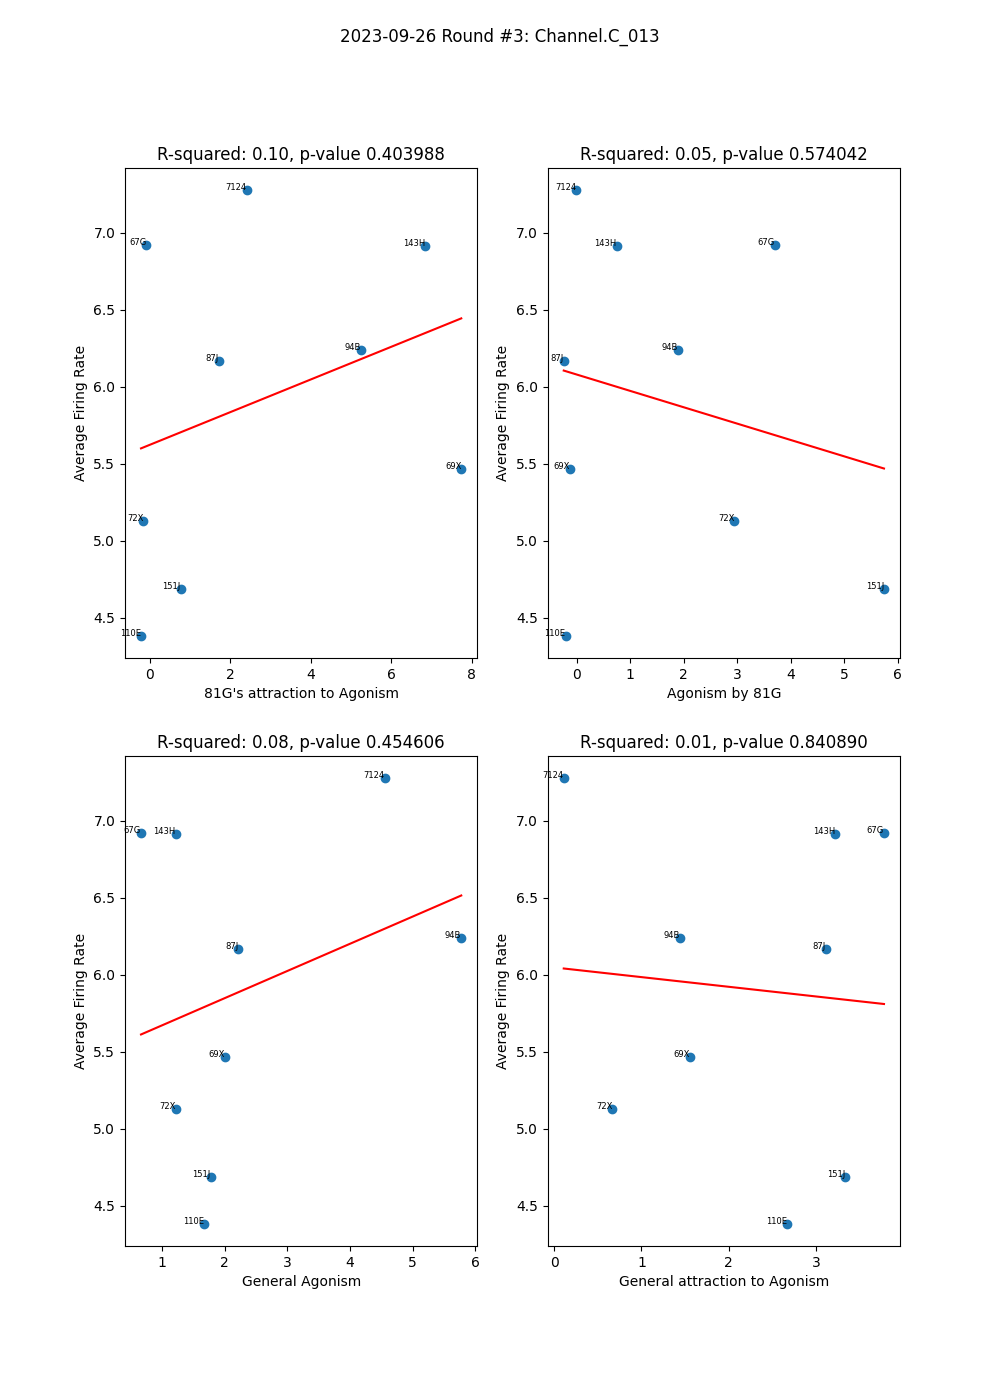 2023-09-26 Round #3: Channel.C_013
R-squared: 0.10, p-value 0.403988
7124
67G
143H
94B
87J
69X
72X
151J
110E
7.0
6.5
6.0
5.5
5.0
4.5
Average Firing Rate
0 2 4 6 8
81G's attraction to Agonism
R-squared: 0.05, p-value 0.574042
7124
143H
67G
94B
87J
69X
72X
151J
110E
7.0
6.5
6.0
5.5
5.0
4.5
Average Firing Rate
0 1 2 3 4 5 6
Agonism by 81G
R-squared: 0.08, p-value 0.454606
7124
67G
143H
94B
87J
69X
72X
151J
110E
7.0
6.5
6.0
5.5
5.0
4.5
Average Firing Rate
1 2 3 4 5 6
General Agonism
R-squared: 0.01, p-value 0.840890
7124
143H
67G
94B
87J
69X
72X
151J
110E
7.0
6.5
6.0
5.5
5.0
4.5
Average Firing Rate
0 1 2 3
General attraction to Agonism